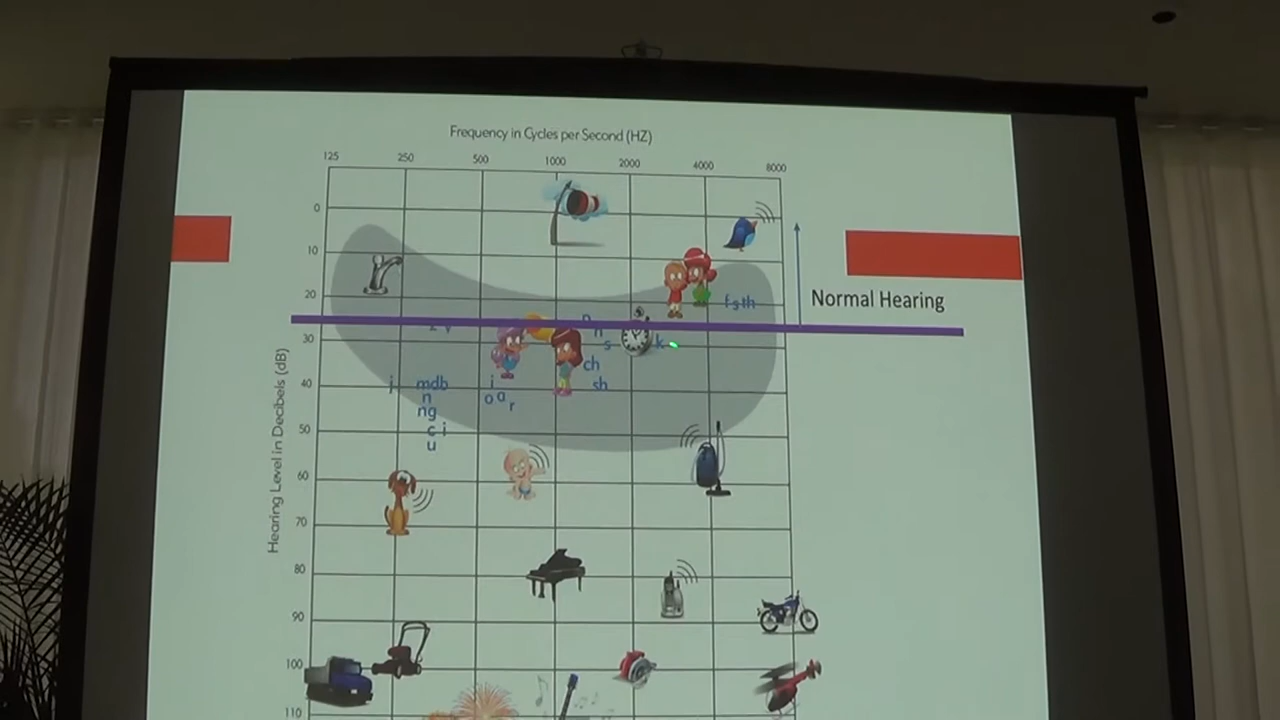 Frequency in Cycles per Second (HZ)
125 250 500 1000 2000 4000 8000
Hearing Level in Decibels (dB)
0
10
20
30
40
50
60
70
80
90
100
110
Normal Hearing
f s th
z v
p
h
s
k
ch
sh
j
mdb
n
ng
e i
u
i
o a
r